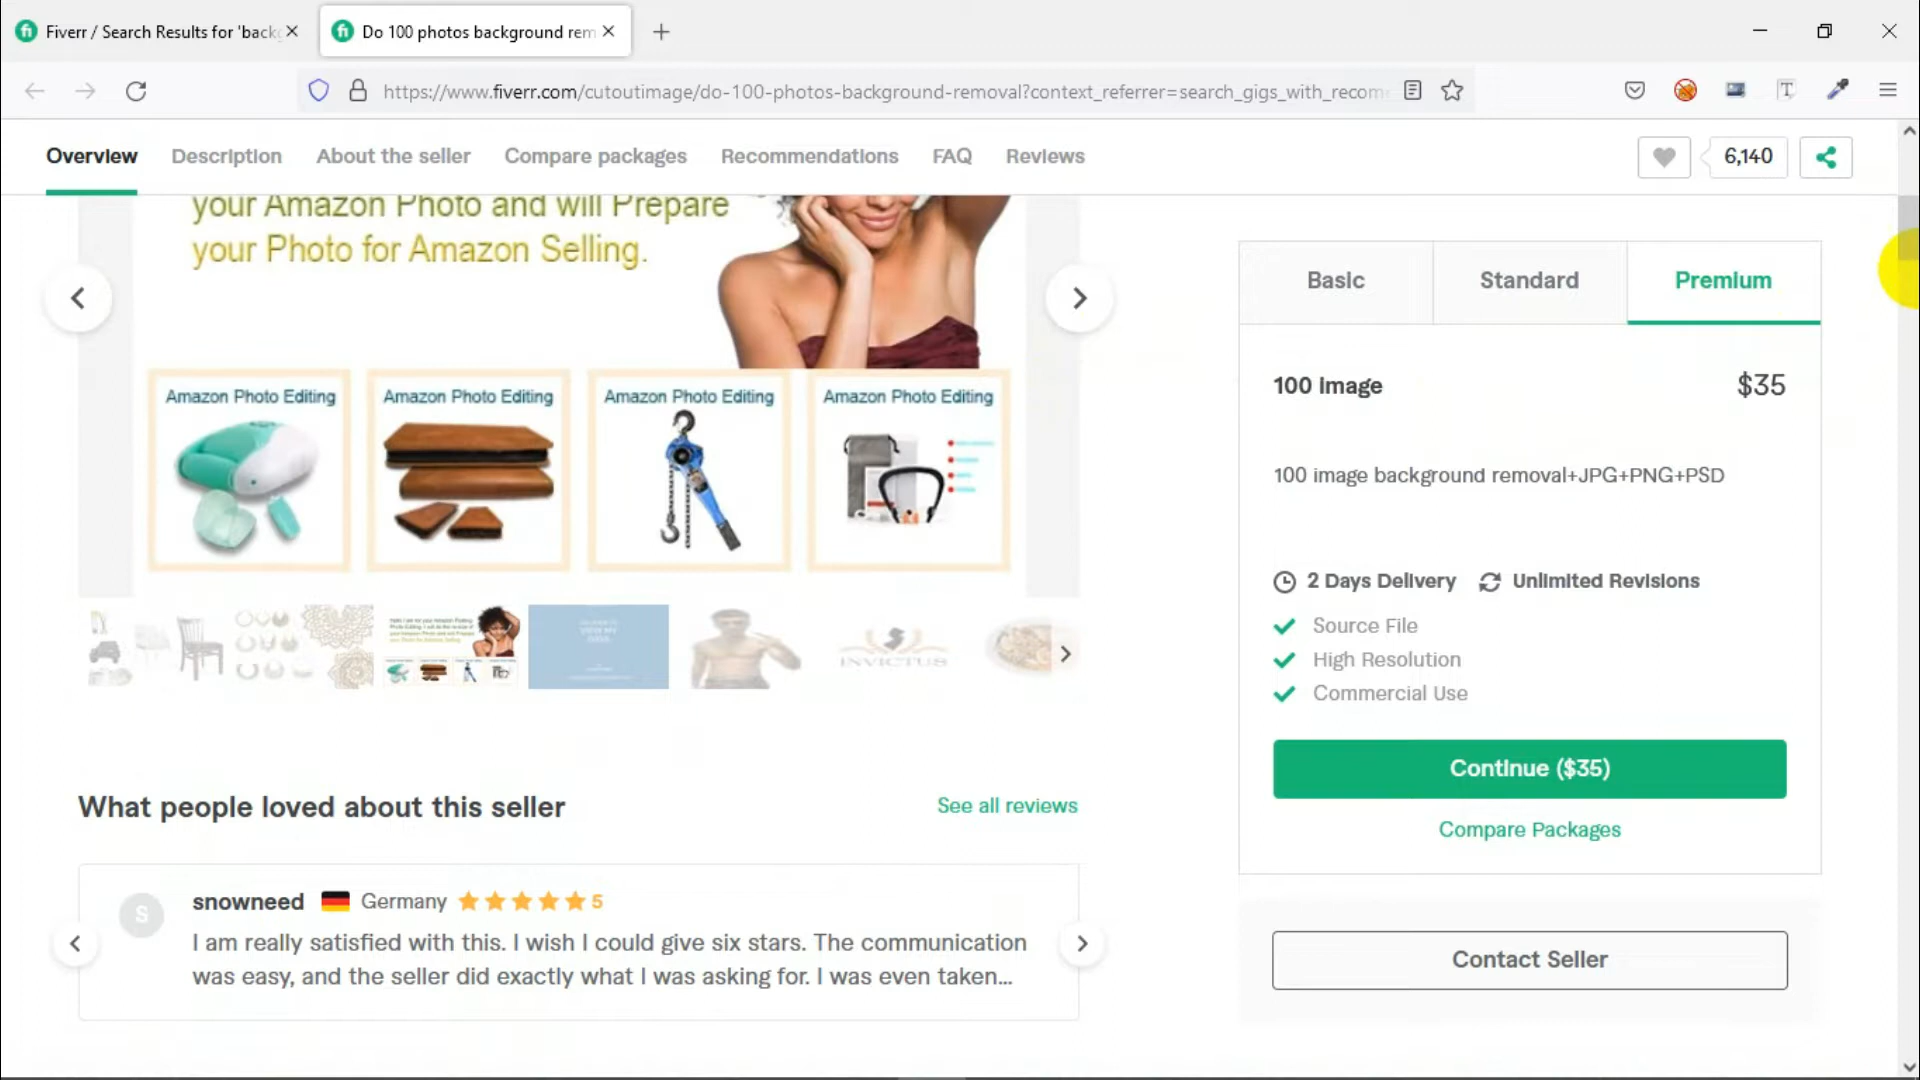 Fiverr / Search Results for 'back
Do 100 photos background rem
https://www.fiverr.com/cutoutimage/do-100-photos-background-removal?context_referrer=search_gigs_with_recom
Overview
Description
About the seller
Compare packages
Recommendations
FAQ
Reviews
6,140
your Amazon Photo and will Prepare
your Photo for Amazon Selling.
Amazon Photo Editing
Amazon Photo Editing
Amazon Photo Editing
Amazon Photo Editing
INVICTUS
What people loved about this seller
See all reviews
S
snowneed
Germany
5
I am really satisfied with this. I wish I could give six stars. The communication
was easy, and the seller did exactly what I was asking for. I was even taken...
Basic
Standard
Premium
100 image
$35
100 image background removal+JPG+PNG+PSD
2 Days Delivery
Unlimited Revisions
Source File
High Resolution
Commercial Use
Continue ($35)
Compare Packages
Contact Seller